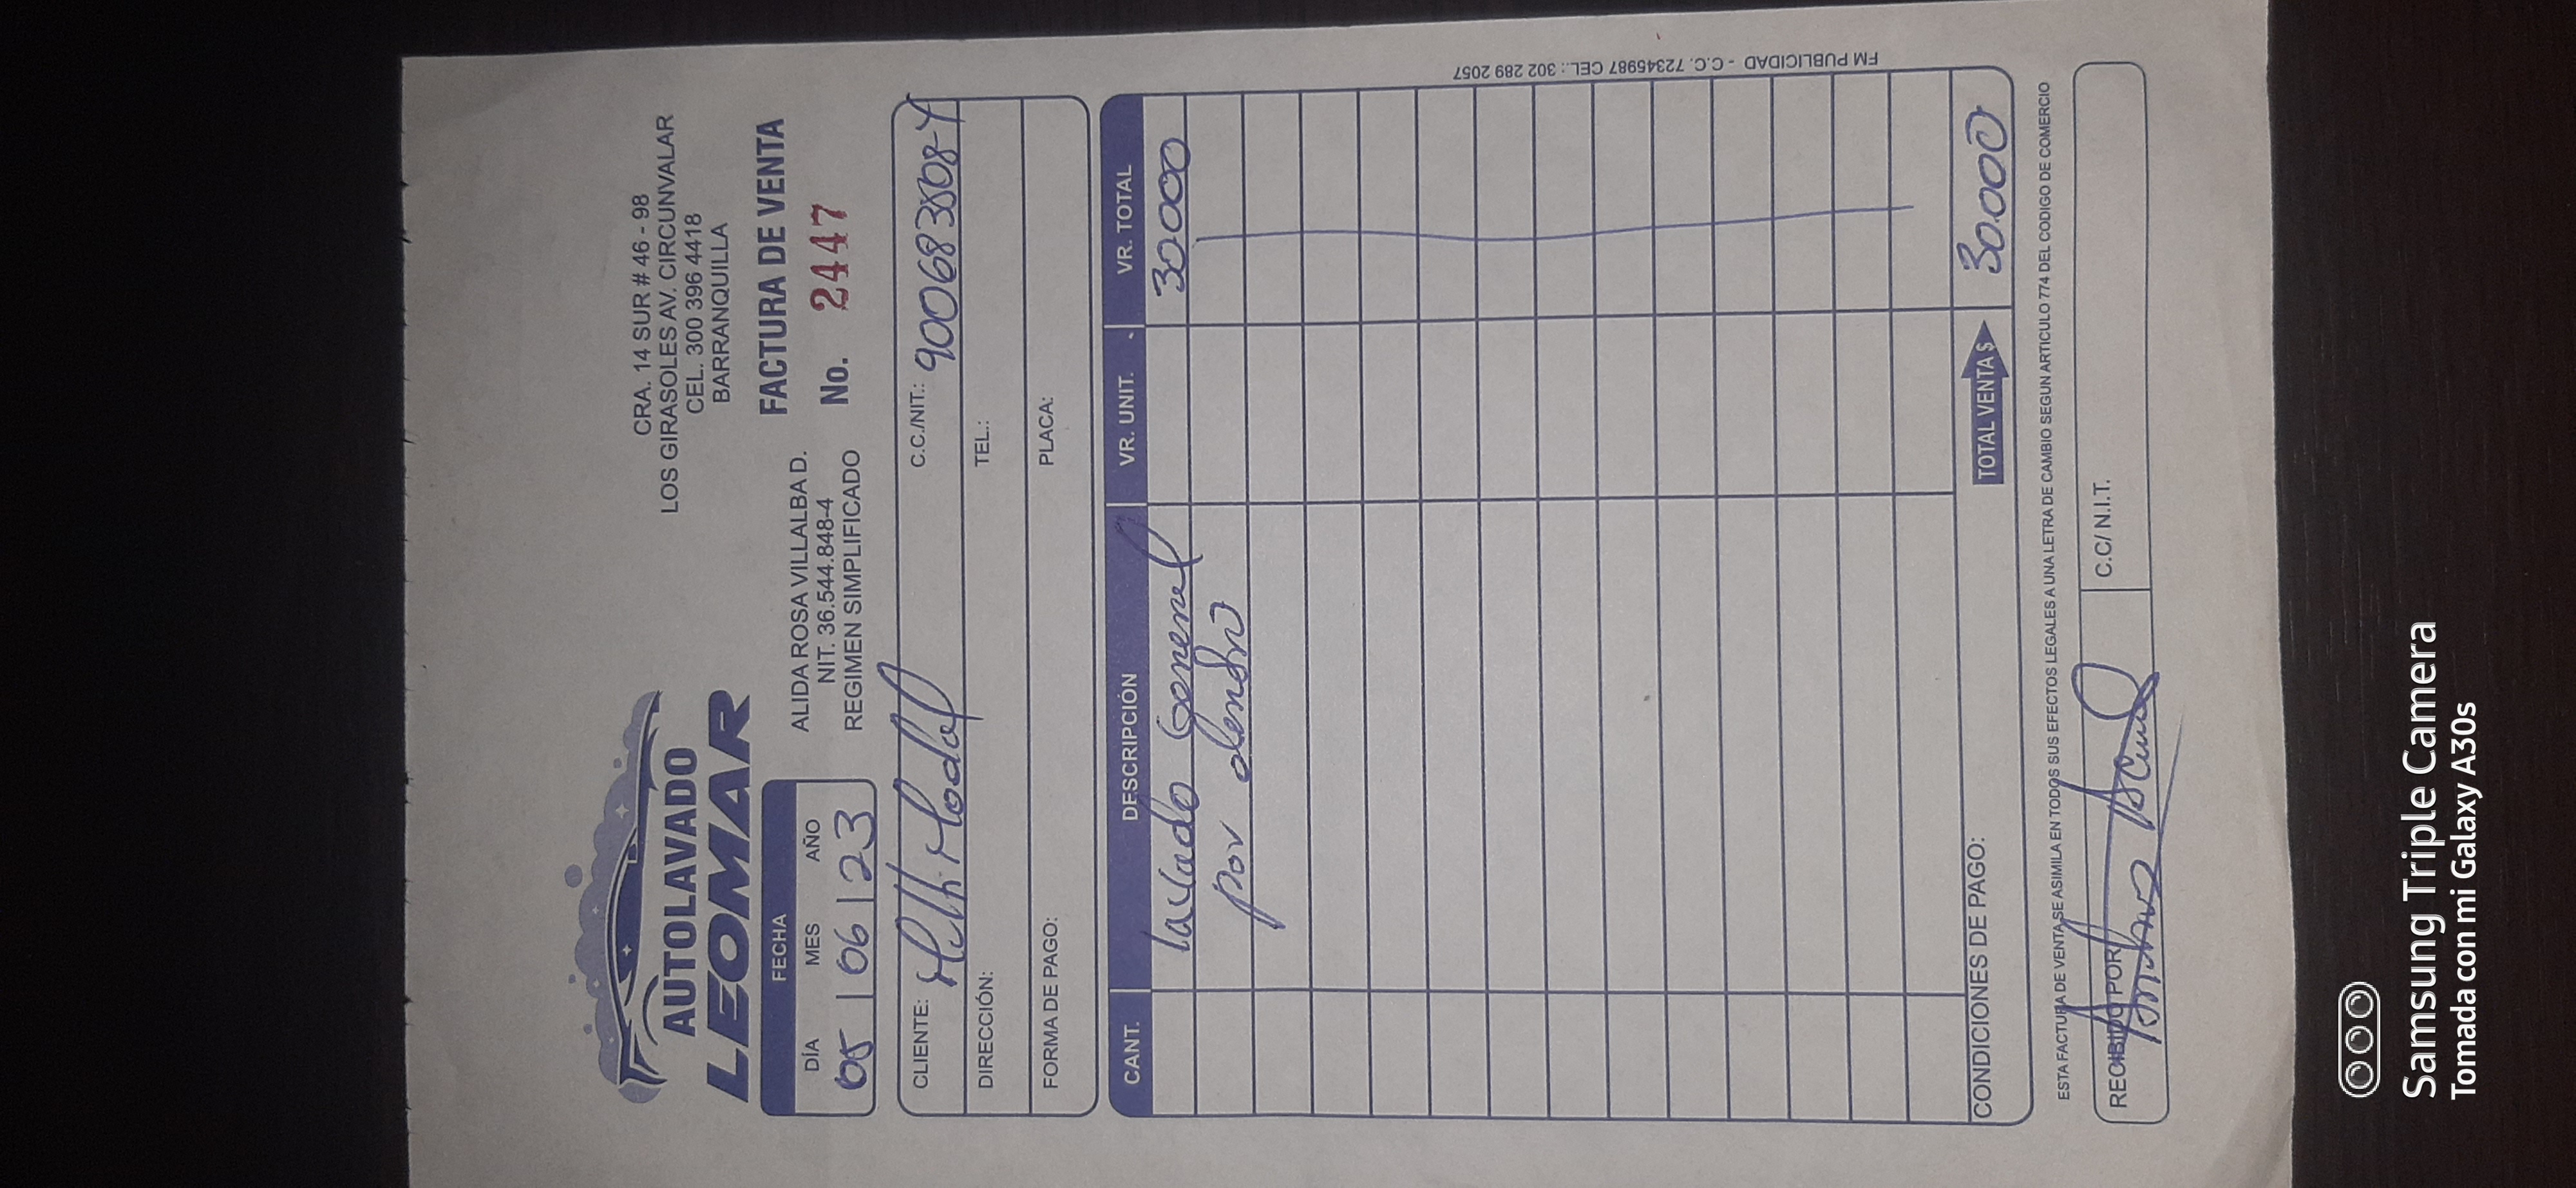 AUTOLAVADO
LEOMAR
CRA. 14 SUR # 46 - 98
LOS GIRASOLES AV. CIRCUNVALAR
CEL. 300 396 4418
BARRANQUILLA
ALIDA ROSA VILLALBA D.
NIT. 36.544.848-4
REGIMEN SIMPLIFICADO
FACTURA DE VENTA
No. 2447
FECHA
DÍA MES AÑO
05 06 23
CLIENTE: Multimodal C.C./NIT.: 900683508-4
DIRECCIÓN: TEL.:
FORMA DE PAGO: PLACA:
CANT. DESCRIPCIÓN VR. UNIT. VR. TOTAL
lavado General 30000
por
CONDICIONES DE PAGO: TOTAL VENTA $ 30.000
ESTA FACTURA DE VENTA SE ASIMILA EN TODOS SUS EFECTOS LEGALES A UNA LETRA DE CAMBIO SEGUN ARTICULO 774 DEL CODIGO DE COMERCIO
RECIBIDO POR C.C/ N.I.T.
FM PUBLICIDAD - C.C. 72345987 CEL.: 302 289 2057
Samsung Triple Camera
Tomada con mi Galaxy A30s